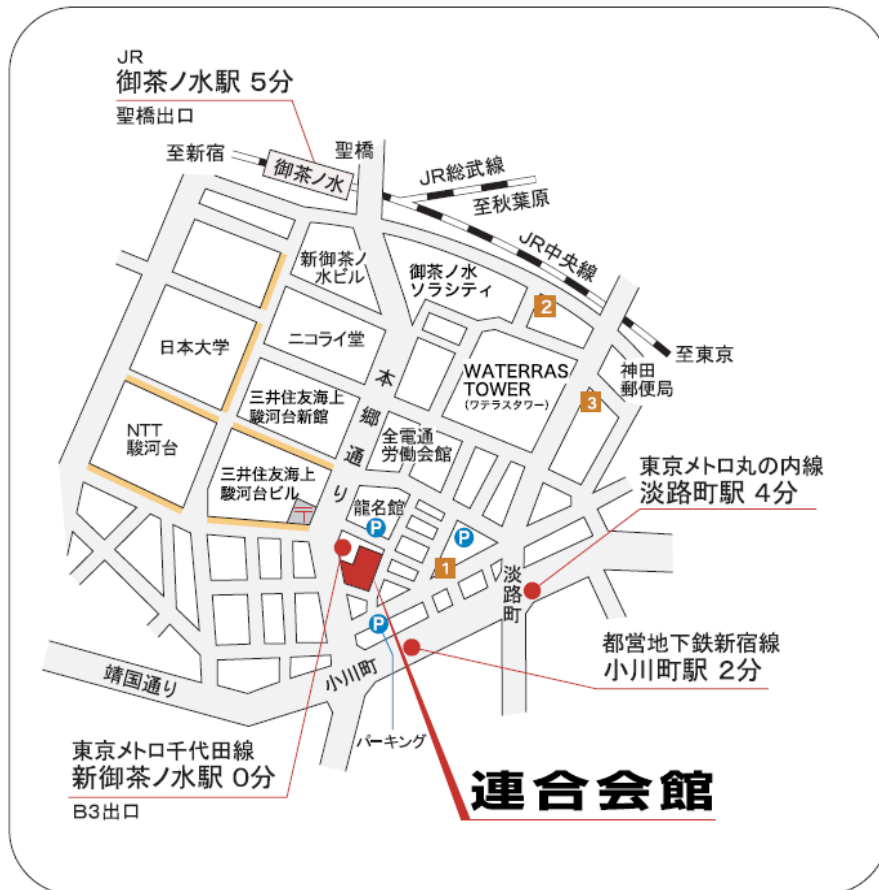 JR
御茶ノ水駅 5分
聖橋出口
至新宿
御茶ノ水
聖橋
JR総武線
至秋葉原
JR中央線
新御茶ノ
水ビル
御茶ノ水
ソラシティ
2
日本大学
ニコライ堂
至東京
神田
郵便局
WATERRAS
TOWER
(ワテラスタワー)
3
本郷通り
三井住友海上
駿河台新館
NTT
駿河台
全電通
労働会館
三井住友海上
駿河台ビル
〒
龍名館
P
P
1
東京メトロ丸の内線
淡路町駅 4分
淡路町
P
都営地下鉄新宿線
小川町駅 2分
小川町
靖国通り
パーキング
東京メトロ千代田線
新御茶ノ水駅 0分
B3出口
連合会館